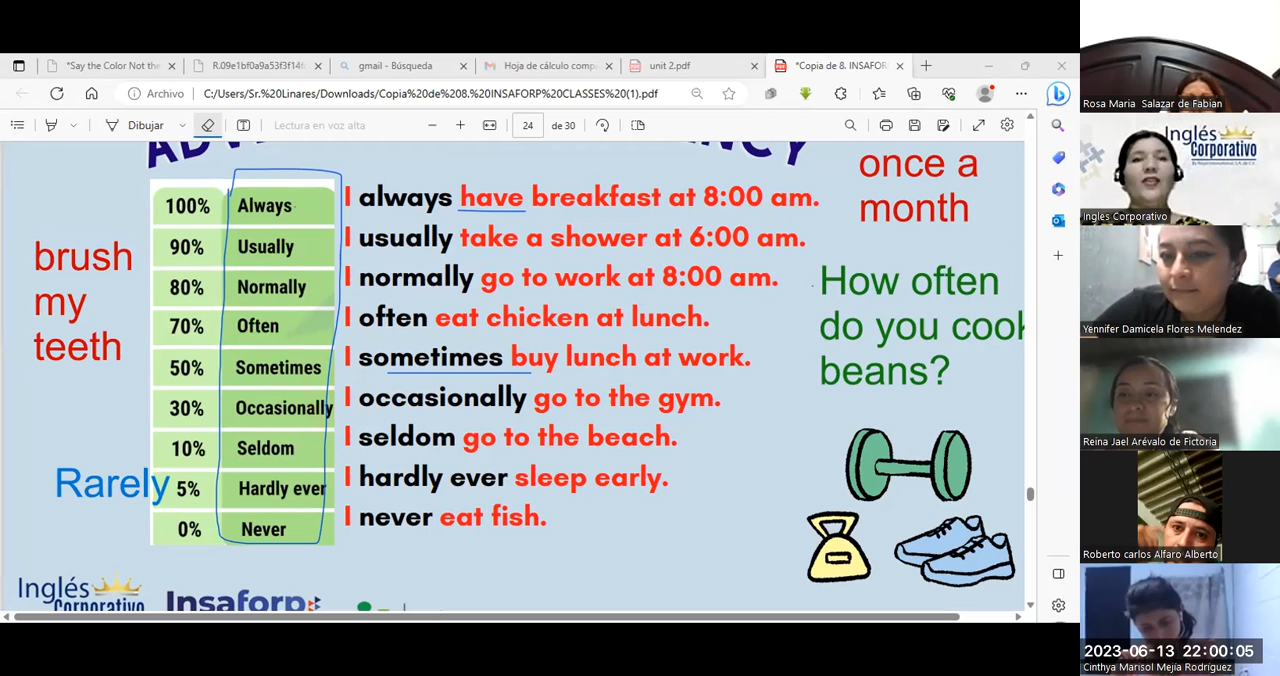 *Say the Color Not the
R.09e1bf0a9a53f3f14f
gmail - Búsqueda
Hoja de cálculo comp
unit 2.pdf
*Copia de 8. INSAFOR
Archivo
C:/Users/Sr.%20Linares/Downloads/Copia%20de%208.%20INSAFORP%20CLASSES%20(1).pdf
Dibujar
Lectura en voz alta
24 de 30
once a
month
100% Always I always have breakfast at 8:00 am.
90% Usually I usually take a shower at 6:00 am.
80% Normally I normally go to work at 8:00 am.
70% Often I often eat chicken at lunch.
50% Sometimes I sometimes buy lunch at work.
30% Occasionally I occasionally go to the gym.
10% Seldom I seldom go to the beach.
5% Hardly ever I hardly ever sleep early.
0% Never I never eat fish.
brush
my
teeth
Rarely
How often
do you cook
beans?
Inglés
Corporativo
Insaforp
Rosa Maria Salazar de Fabian
Inglés
Corporativo
Ingles Corporativo
Yennifer Damicela Flores Melendez
Reina Jael Arévalo de Fictoria
Roberto carlos Alfaro Alberto
2023-06-13 22:00:05
Cinthya Marisol Mejía Rodríguez